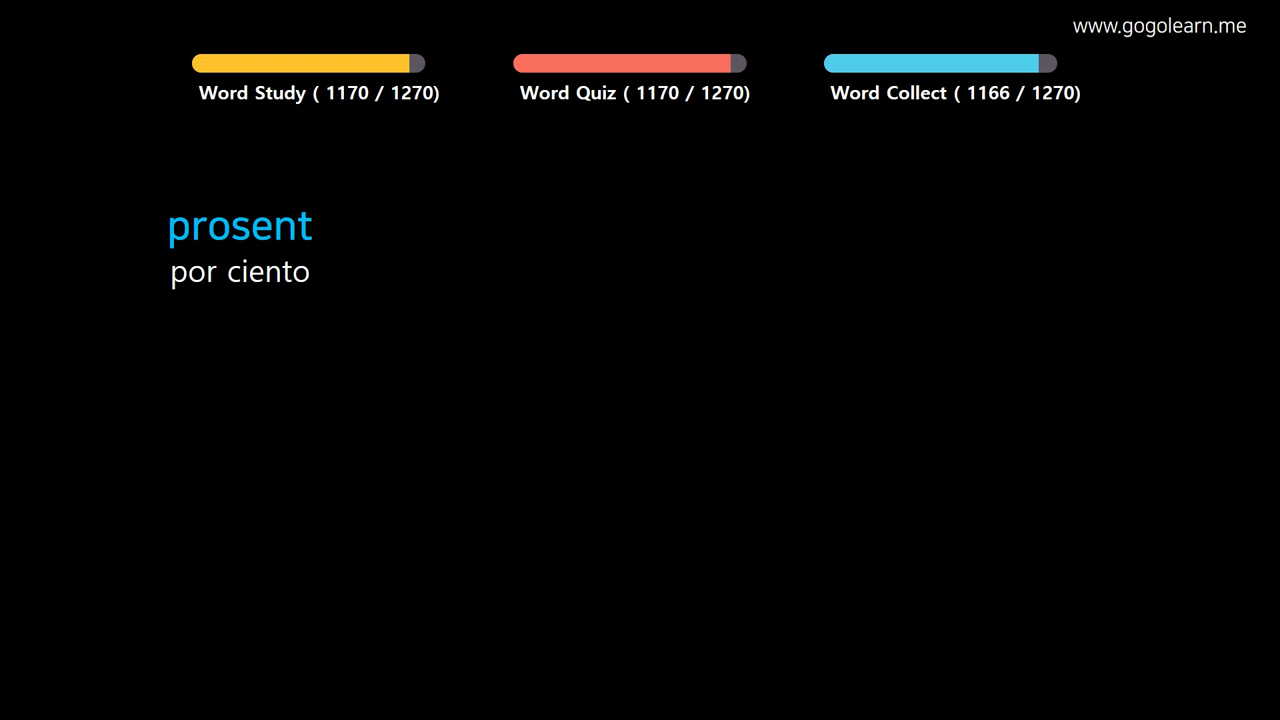 www.gogolearn.me
Word Study ( 1170 / 1270)
Word Quiz ( 1170 / 1270)
Word Collect ( 1166 / 1270)
prosent
por ciento